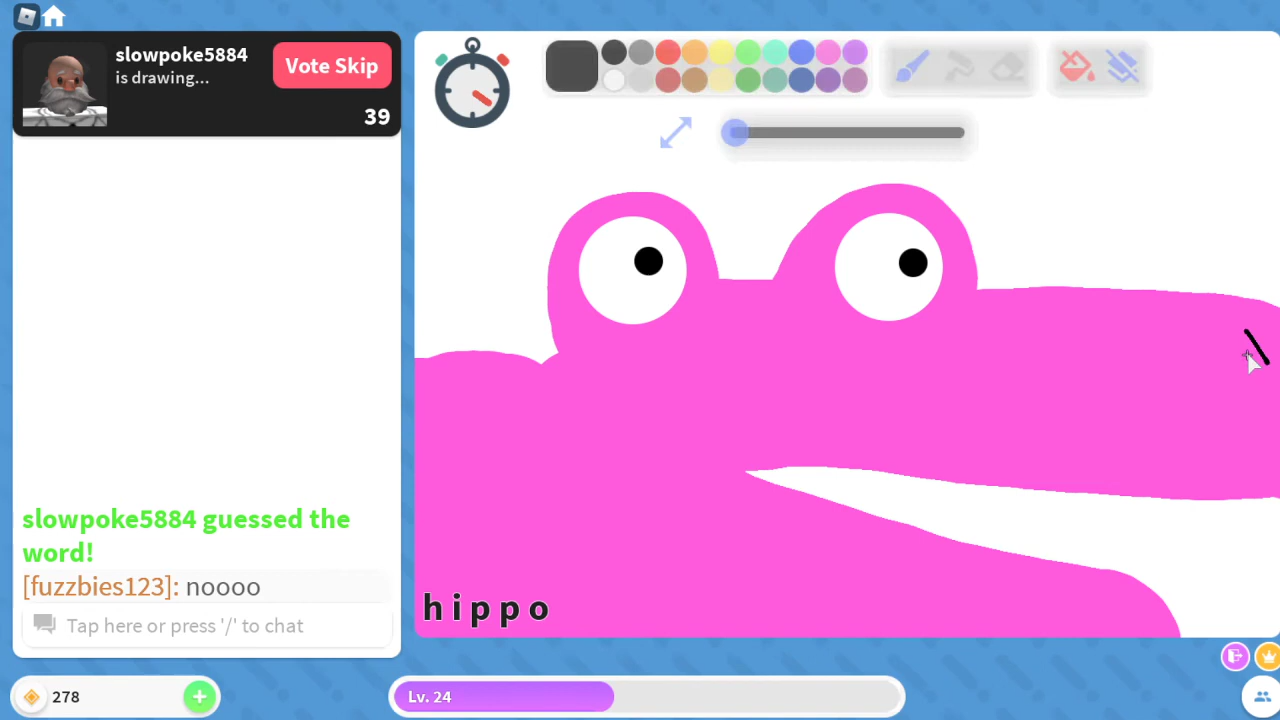 slowpoke5884
is drawing...
Vote Skip
39
slowpoke5884 guessed the
word!
[fuzzbies123]: noooo
Tap here or press '/' to chat
hippo
278
Lv. 24